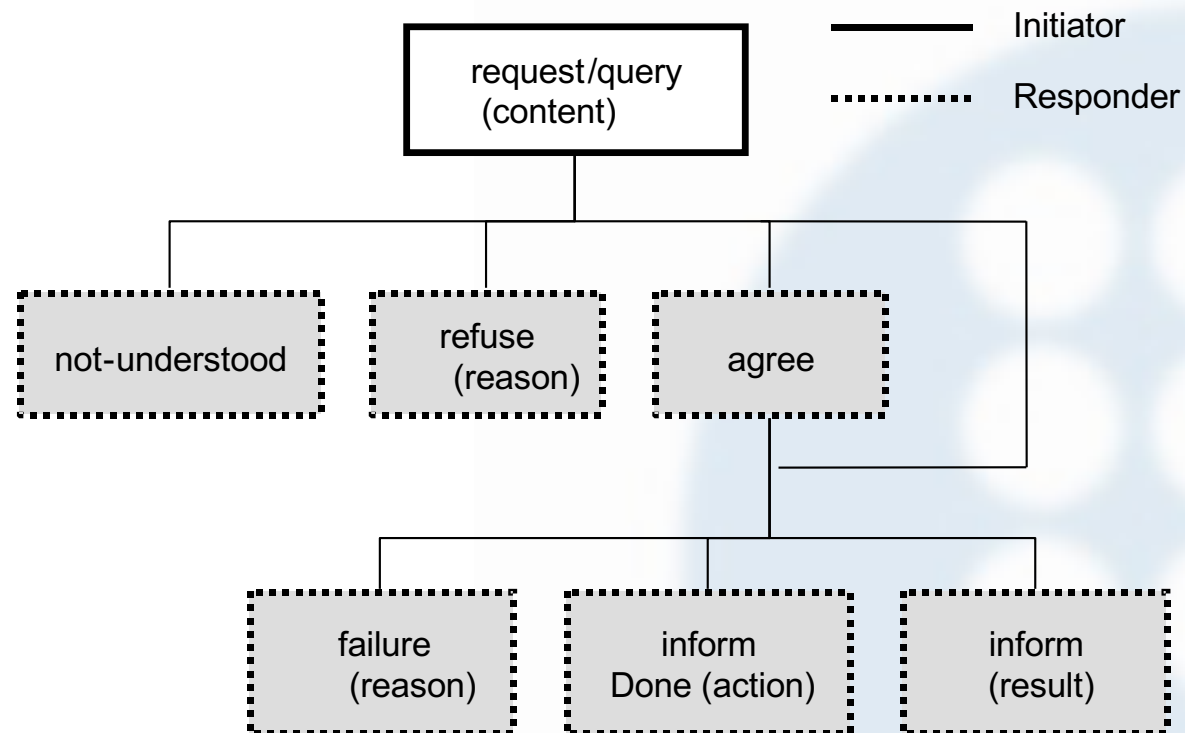 Initiator
request/query
(content)
Responder
not-understood
refuse
(reason)
agree
failure
(reason)
inform
Done (action)
inform
(result)